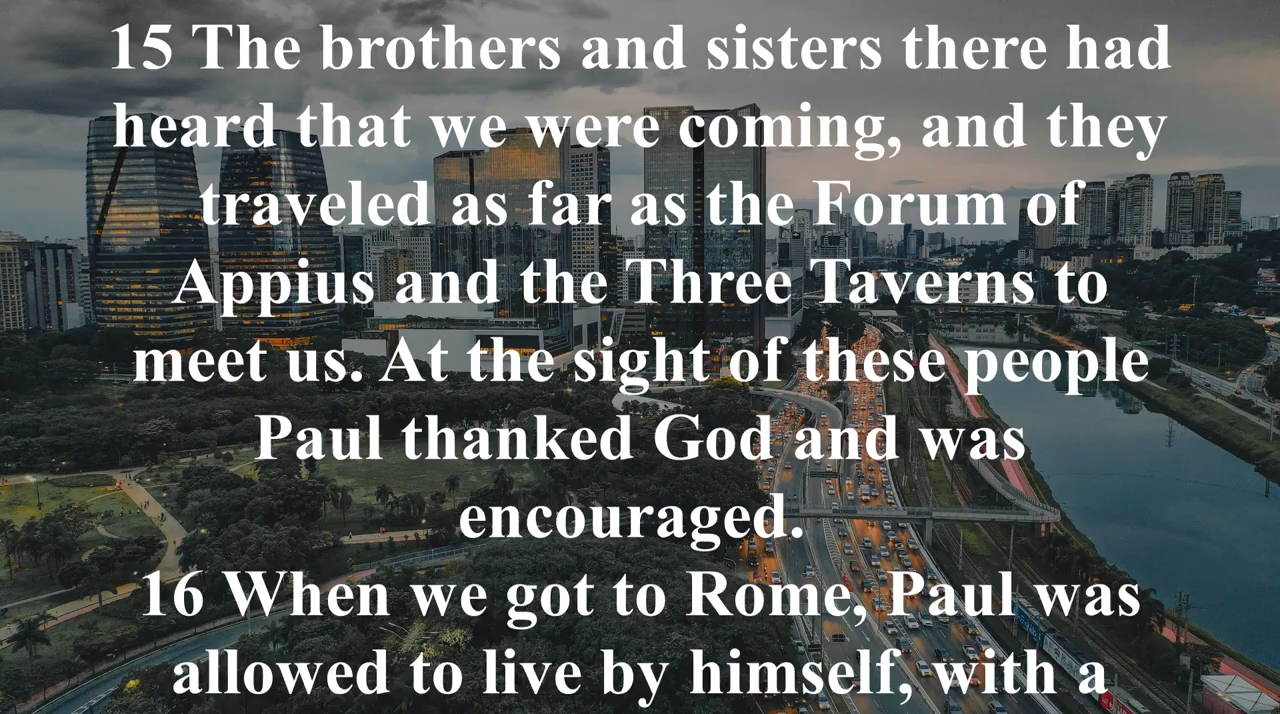 15 The brothers and sisters there had
heard that we were coming, and they
traveled as far as the Forum of
Appius and the Three Taverns to
meet us. At the sight of these people
Paul thanked God and was
encouraged.
16 When we got to Rome, Paul was
allowed to live by himself, with a